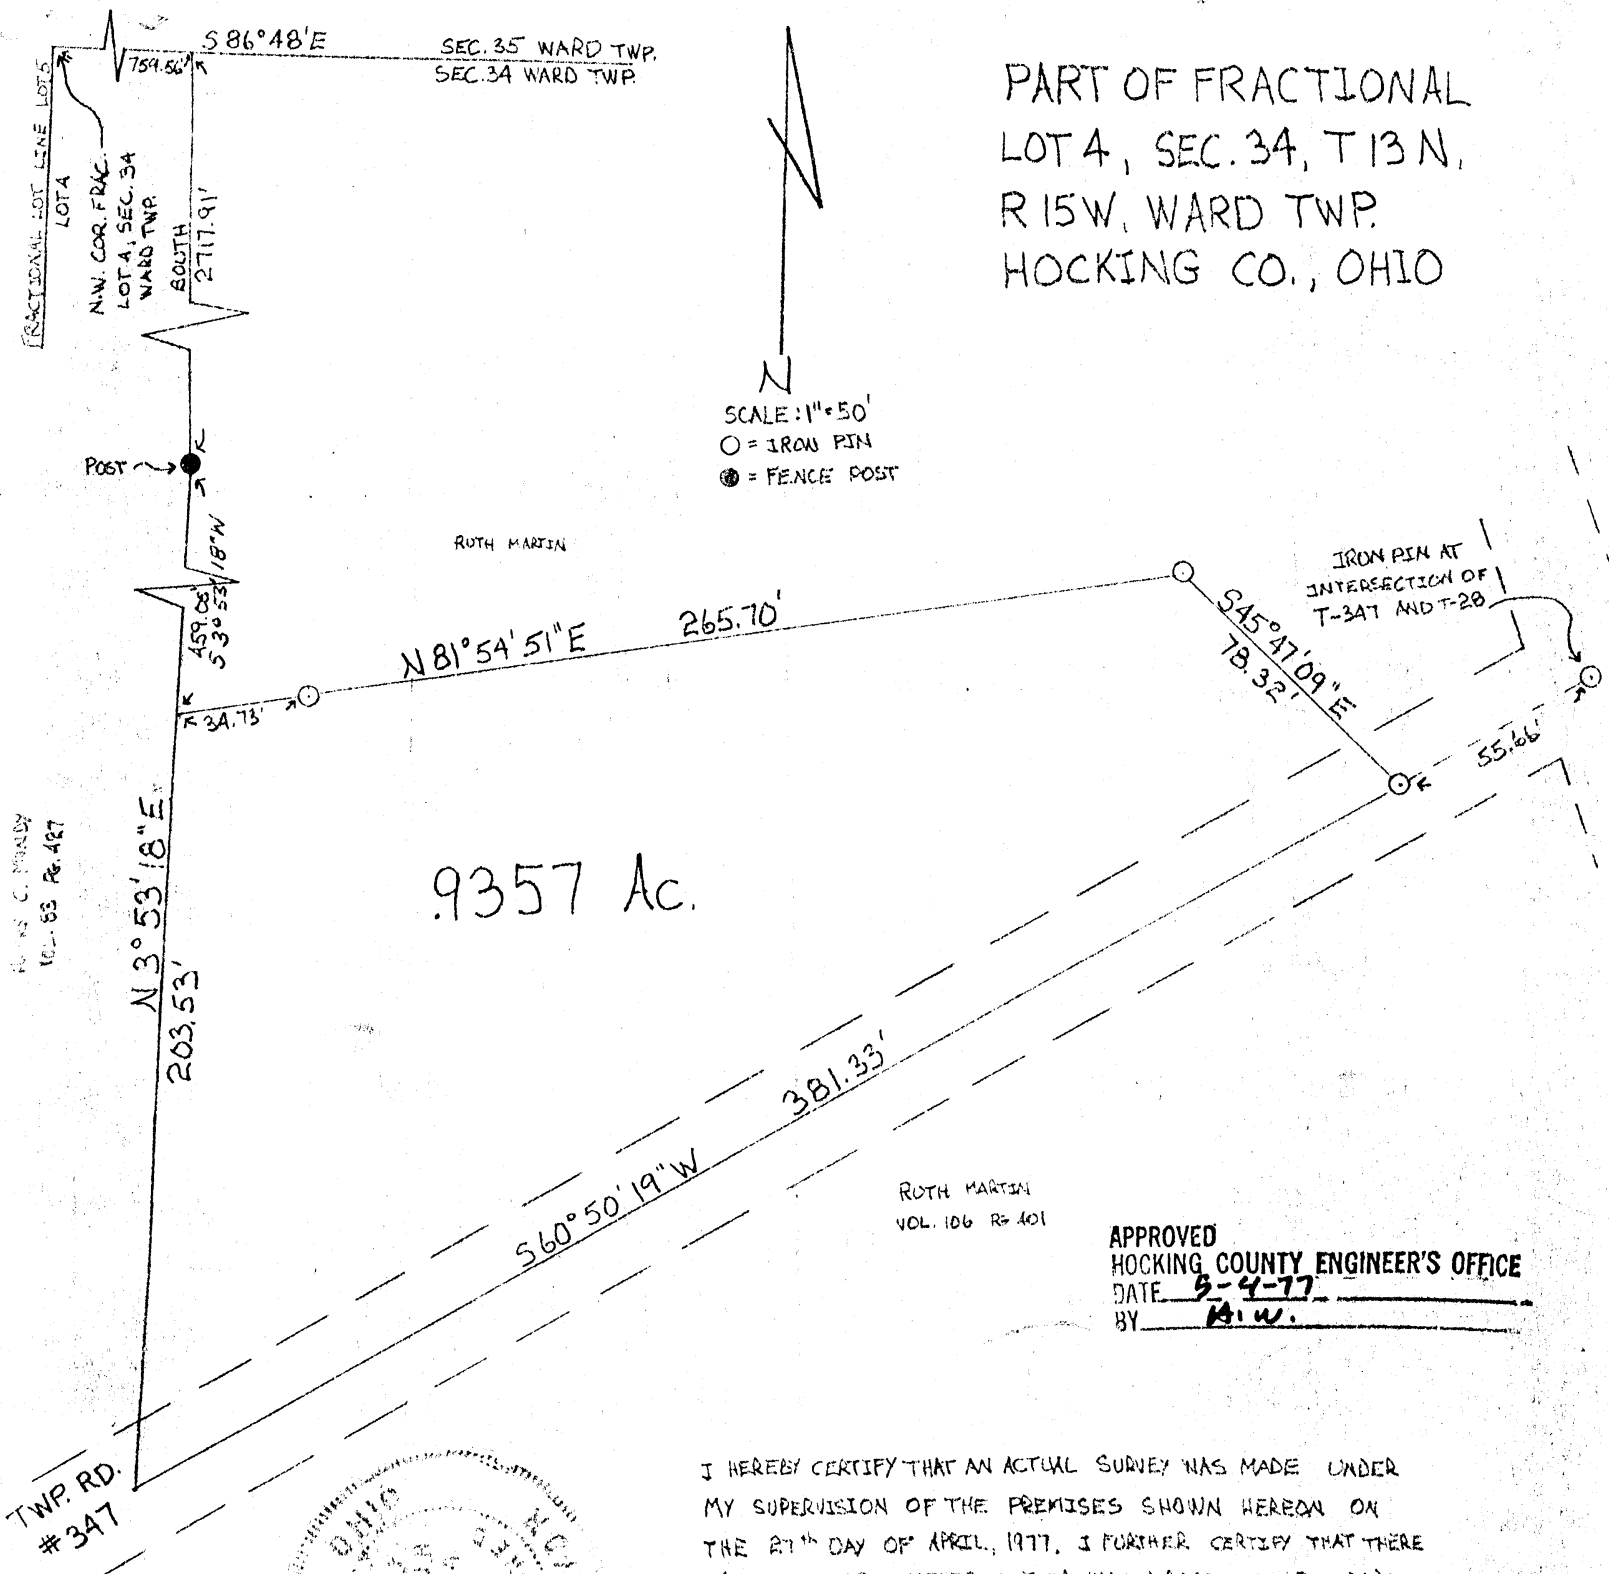 S 86°48'E
SEC. 35 WARD TWP.
SEC. 34 WARD TWP.
759.56'
FRACTIONAL LOT LINE LOT 5
LOT 4
N.W. COR. FRAC.
LOT 4, SEC. 34
WARD TWP.
SOUTH
2717.91'
PART OF FRACTIONAL
LOT 4, SEC. 34, T 13 N,
R 15 W, WARD TWP.
HOCKING CO., OHIO
N
SCALE: 1"=50'
O = IRON PIN
● = FENCE POST
POST
459.08'
S 3°53'18"W
RUTH MARTIN
IRON PIN AT
INTERSECTION OF
T-347 AND T-28
N 81°54'51"E 265.70'
34.73'
S45°47'09"E
78.32'
55.66'
C.
VOL. 83 PG. 427
N 3°53'18"E
203.53'
.9357 Ac.
S60°50'19"W 381.33'
RUTH MARTIN
VOL. 106 PG 401
APPROVED
HOCKING COUNTY ENGINEER'S OFFICE
DATE 5-4-77
BY H.W.
TWP. RD.
#347
OHIO
I HEREBY CERTIFY THAT AN ACTUAL SURVEY WAS MADE UNDER
MY SUPERVISION OF THE PREMISES SHOWN HEREON ON
THE 27th DAY OF APRIL, 1977. I FURTHER CERTIFY THAT THERE